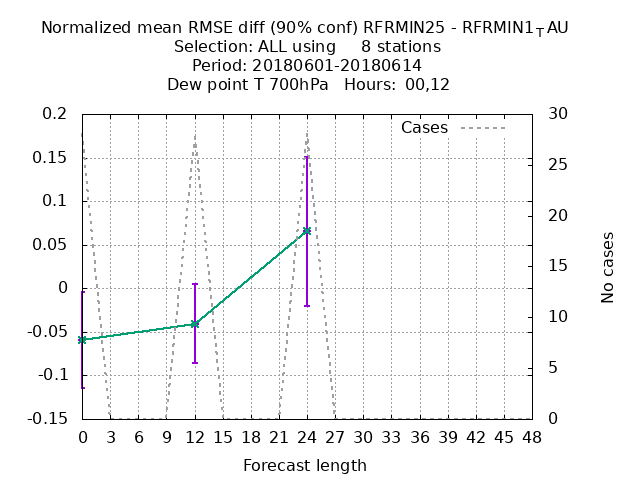 Normalized mean RMSE diff (90% conf) RFRMIN25 - RFRMIN1_TAU
Selection: ALL using 8 stations
Period: 20180601-20180614
Dew point T 700hPa Hours: 00,12
Cases
0.2
0.15
0.1
0.05
0
-0.05
-0.1
-0.15
30
25
20
15
10
5
0
No cases
0 3 6 9 12 15 18 21 24 27 30 33 36 39 42 45 48
Forecast length